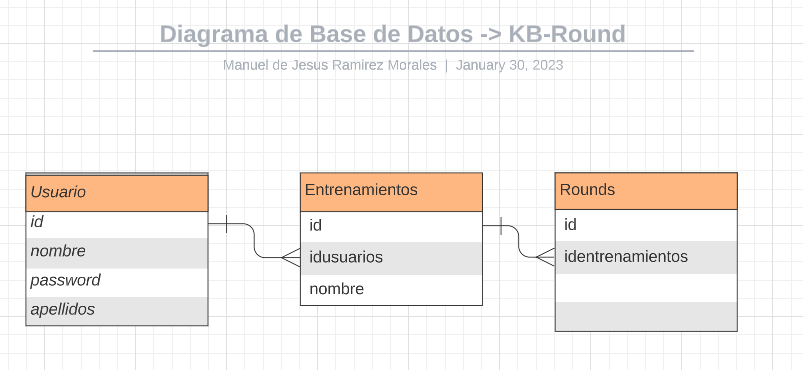 Diagrama de Base de Datos -> KB-Round
Manuel de Jesus Ramirez Morales | January 30, 2023
Usuario
id
nombre
password
apellidos
Entrenamientos
id
idusuarios
nombre
Rounds
id
identrenamientos